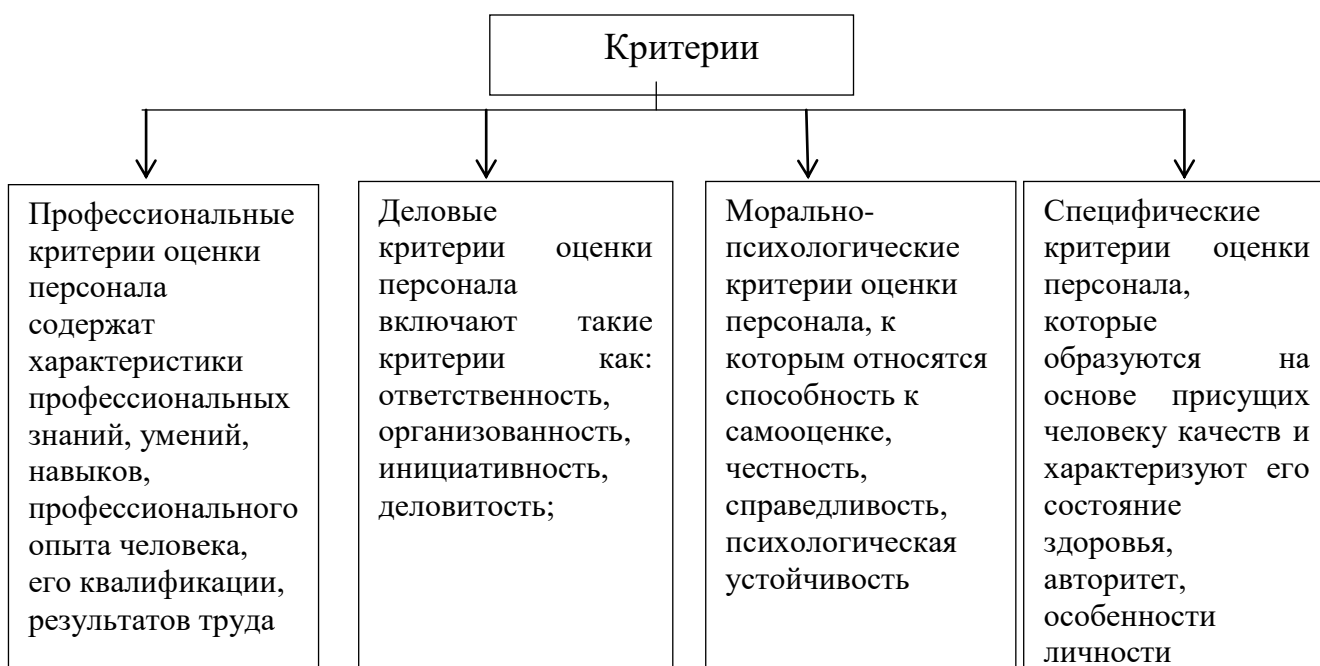 Критерии
Профессиональные
критерии оценки
персонала
содержат
характеристики
профессиональных
знаний, умений,
навыков,
профессионального
опыта человека,
его квалификации,
результатов труда
Деловые
критерии оценки
персонала
включают такие
критерии как:
ответственность,
организованность,
инициативность,
деловитость;
Морально-
психологические
критерии оценки
персонала, к
которым относятся
способность к
самооценке,
честность,
справедливость,
психологическая
устойчивость
Специфические
критерии оценки
персонала,
которые
образуются на
основе присущих
человеку качеств и
характеризуют его
состояние
здоровья,
авторитет,
особенности
личности